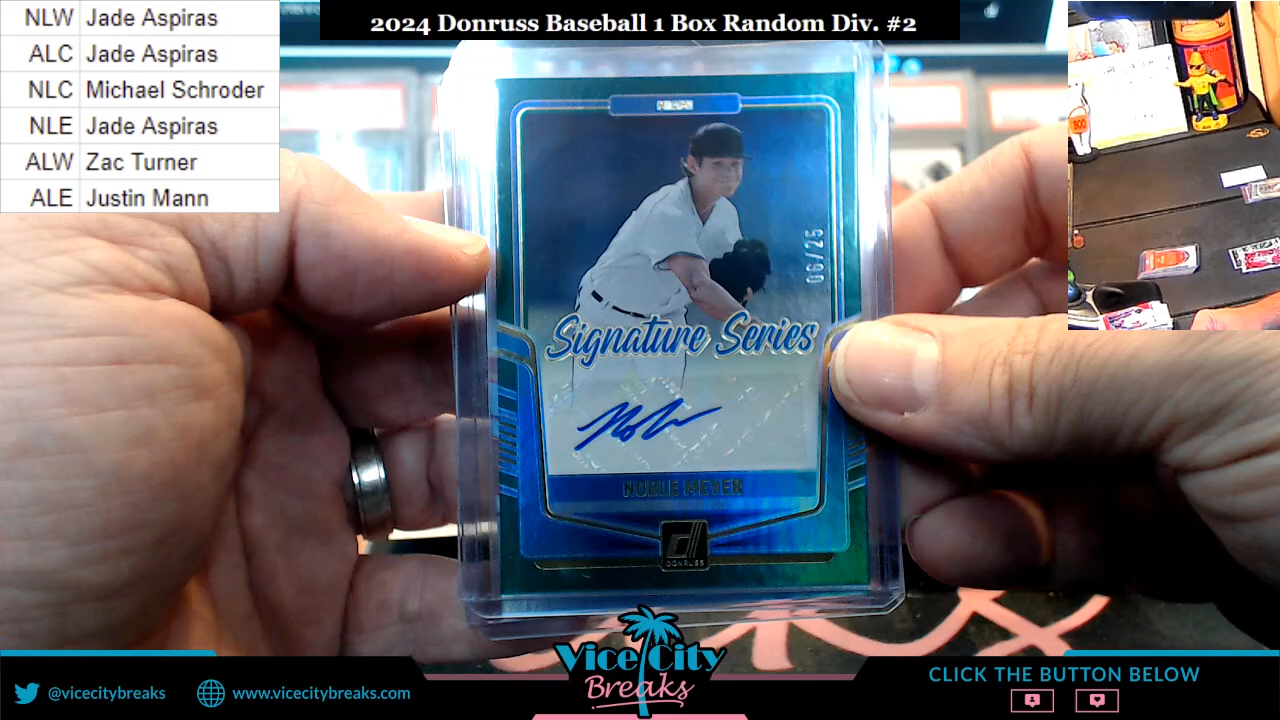 2024 Donruss Baseball 1 Box Random Div. #2
NLW Jade Aspiras
ALC Jade Aspiras
NLC Michael Schroder
NLE Jade Aspiras
ALW Zac Turner
ALE Justin Mann
06/25
Signature Series
NOBLE MEYER
DONRUSS
Vice City
Breaks
@vicecitybreaks
www.vicecitybreaks.com
CLICK THE BUTTON BELOW